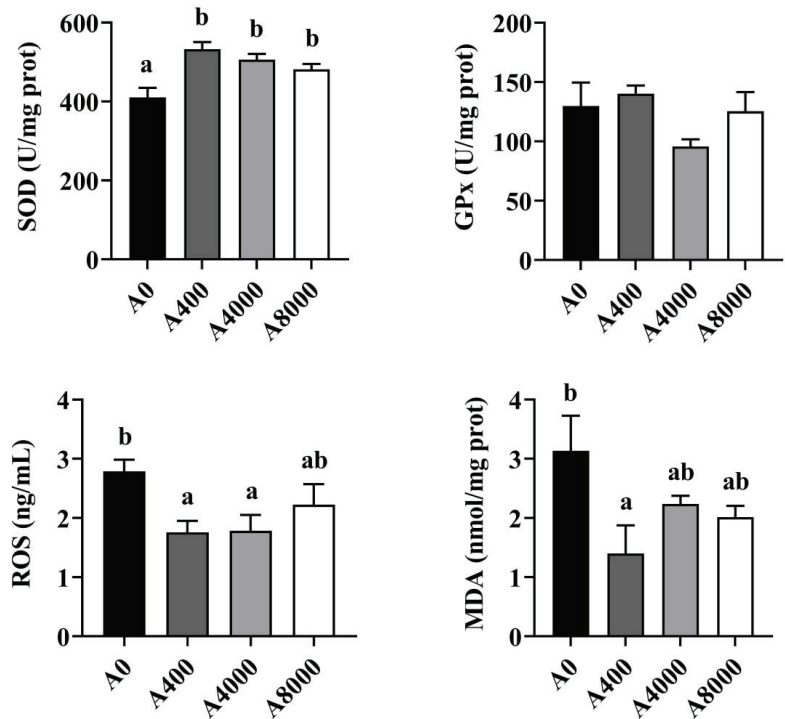 SOD (U/mg prot)
600
400
200
0
a
b
b
b
A0
A400
A4000
A8000
GPx (U/mg prot)
200
150
100
50
0
A0
A400
A4000
A8000
ROS (ng/mL)
4
3
2
1
0
b
a
a
ab
A0
A400
A4000
A8000
MDA (nmol/mg prot)
4
3
2
1
0
b
a
ab
ab
A0
A400
A4000
A8000